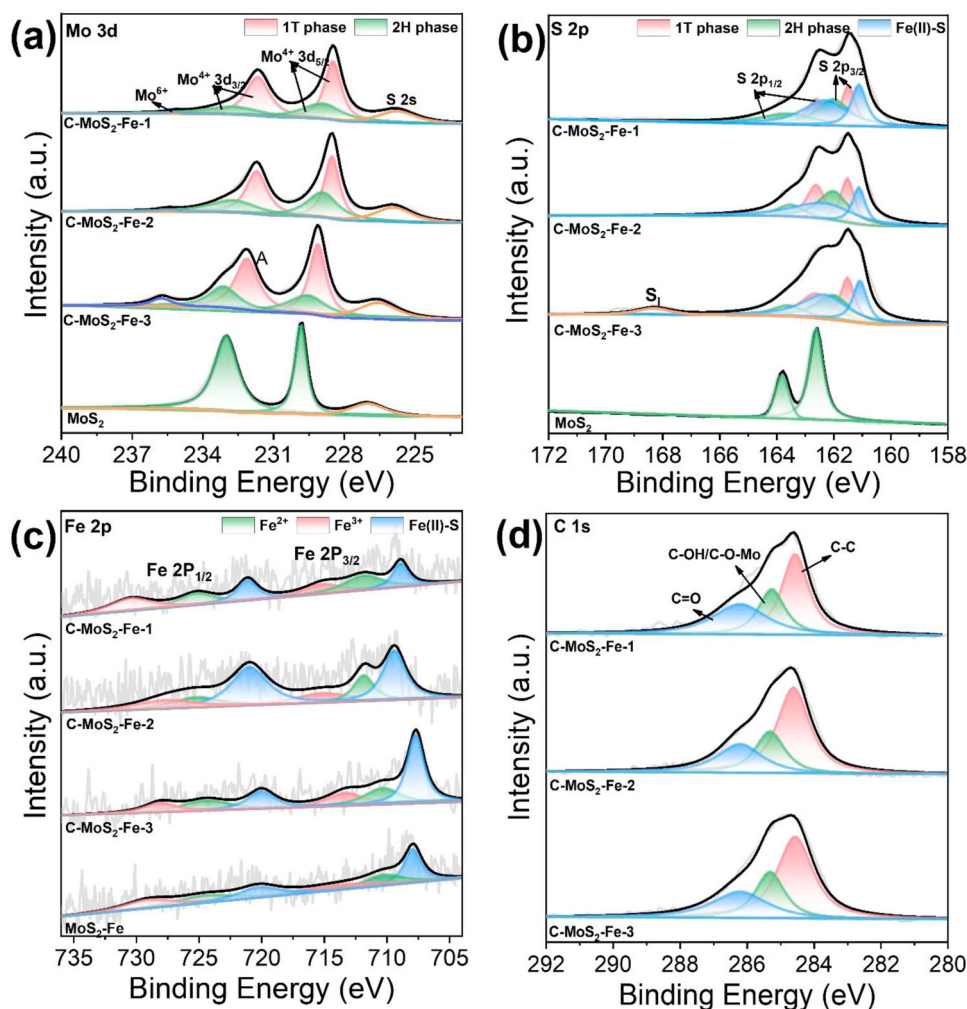 (a) Mo 3d
1T phase 2H phase
Mo⁶⁺
Mo⁴⁺ 3d₃/₂
Mo⁴⁺ 3d₅/₂
S 2s
C-MoS₂-Fe-1
C-MoS₂-Fe-2
A
C-MoS₂-Fe-3
MoS₂
Intensity (a.u.)
240 237 234 231 228 225
Binding Energy (eV)
(b) S 2p
1T phase 2H phase Fe(II)-S
S 2p₁/₂
S 2p₃/₂
C-MoS₂-Fe-1
C-MoS₂-Fe-2
S
C-MoS₂-Fe-3
MoS₂
Intensity (a.u.)
172 170 168 166 164 162 160 158
Binding Energy (eV)
(c) Fe 2p
Fe²⁺ Fe³⁺ Fe(II)-S
Fe 2P₁/₂
Fe 2P₃/₂
C-MoS₂-Fe-1
C-MoS₂-Fe-2
C-MoS₂-Fe-3
MoS₂-Fe
Intensity (a.u.)
735 730 725 720 715 710 705
Binding Energy (eV)
(d) C 1s
C-OH/C-O-Mo
C-C
C=O
C-MoS₂-Fe-1
C-MoS₂-Fe-2
C-MoS₂-Fe-3
Intensity (a.u.)
292 290 288 286 284 282 280
Binding Energy (eV)